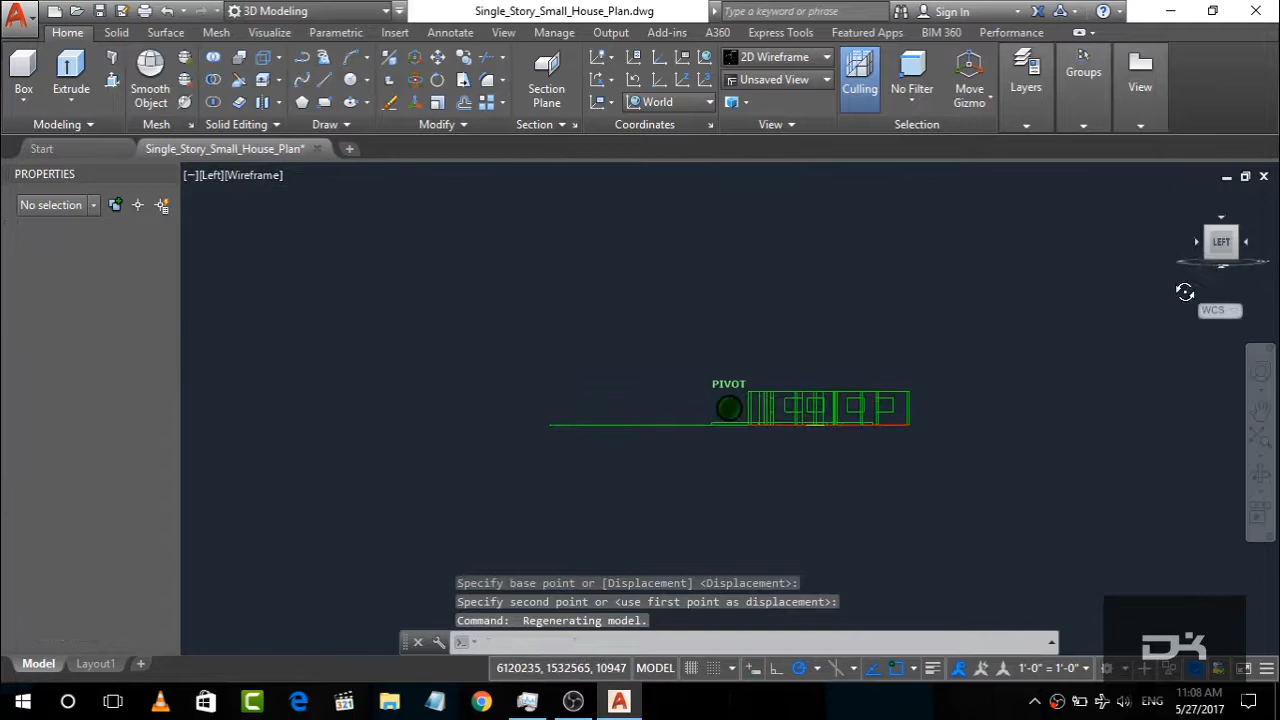 3D Modeling
Single_Story_Small_House_Plan.dwg
Type a keyword or phrase
Sign In
Home Solid Surface Mesh Visualize Parametric Insert Annotate View Manage Output Add-ins A360 Express Tools Featured Apps BIM 360 Performance
2D Wireframe
Unsaved View
World
Box
Extrude
Smooth
Object
Section
Plane
Culling
No Filter
Move
Gizmo
Layers
Groups
View
Modeling
Mesh
Solid Editing
Draw
Modify
Section
Coordinates
View
Selection
Start
Single_Story_Small_House_Plan*
PROPERTIES
No selection
[−][Left][Wireframe]
LEFT
WCS
PIVOT
Specify base point or [Displacement] <Displacement>:
Specify second point or <use first point as displacement>:
Command: Regenerating model.
Model
Layout1
6120235, 1532565, 10947
MODEL
1'-0" = 1'-0"
DK
321
ENG
11:08 AM
5/27/2017